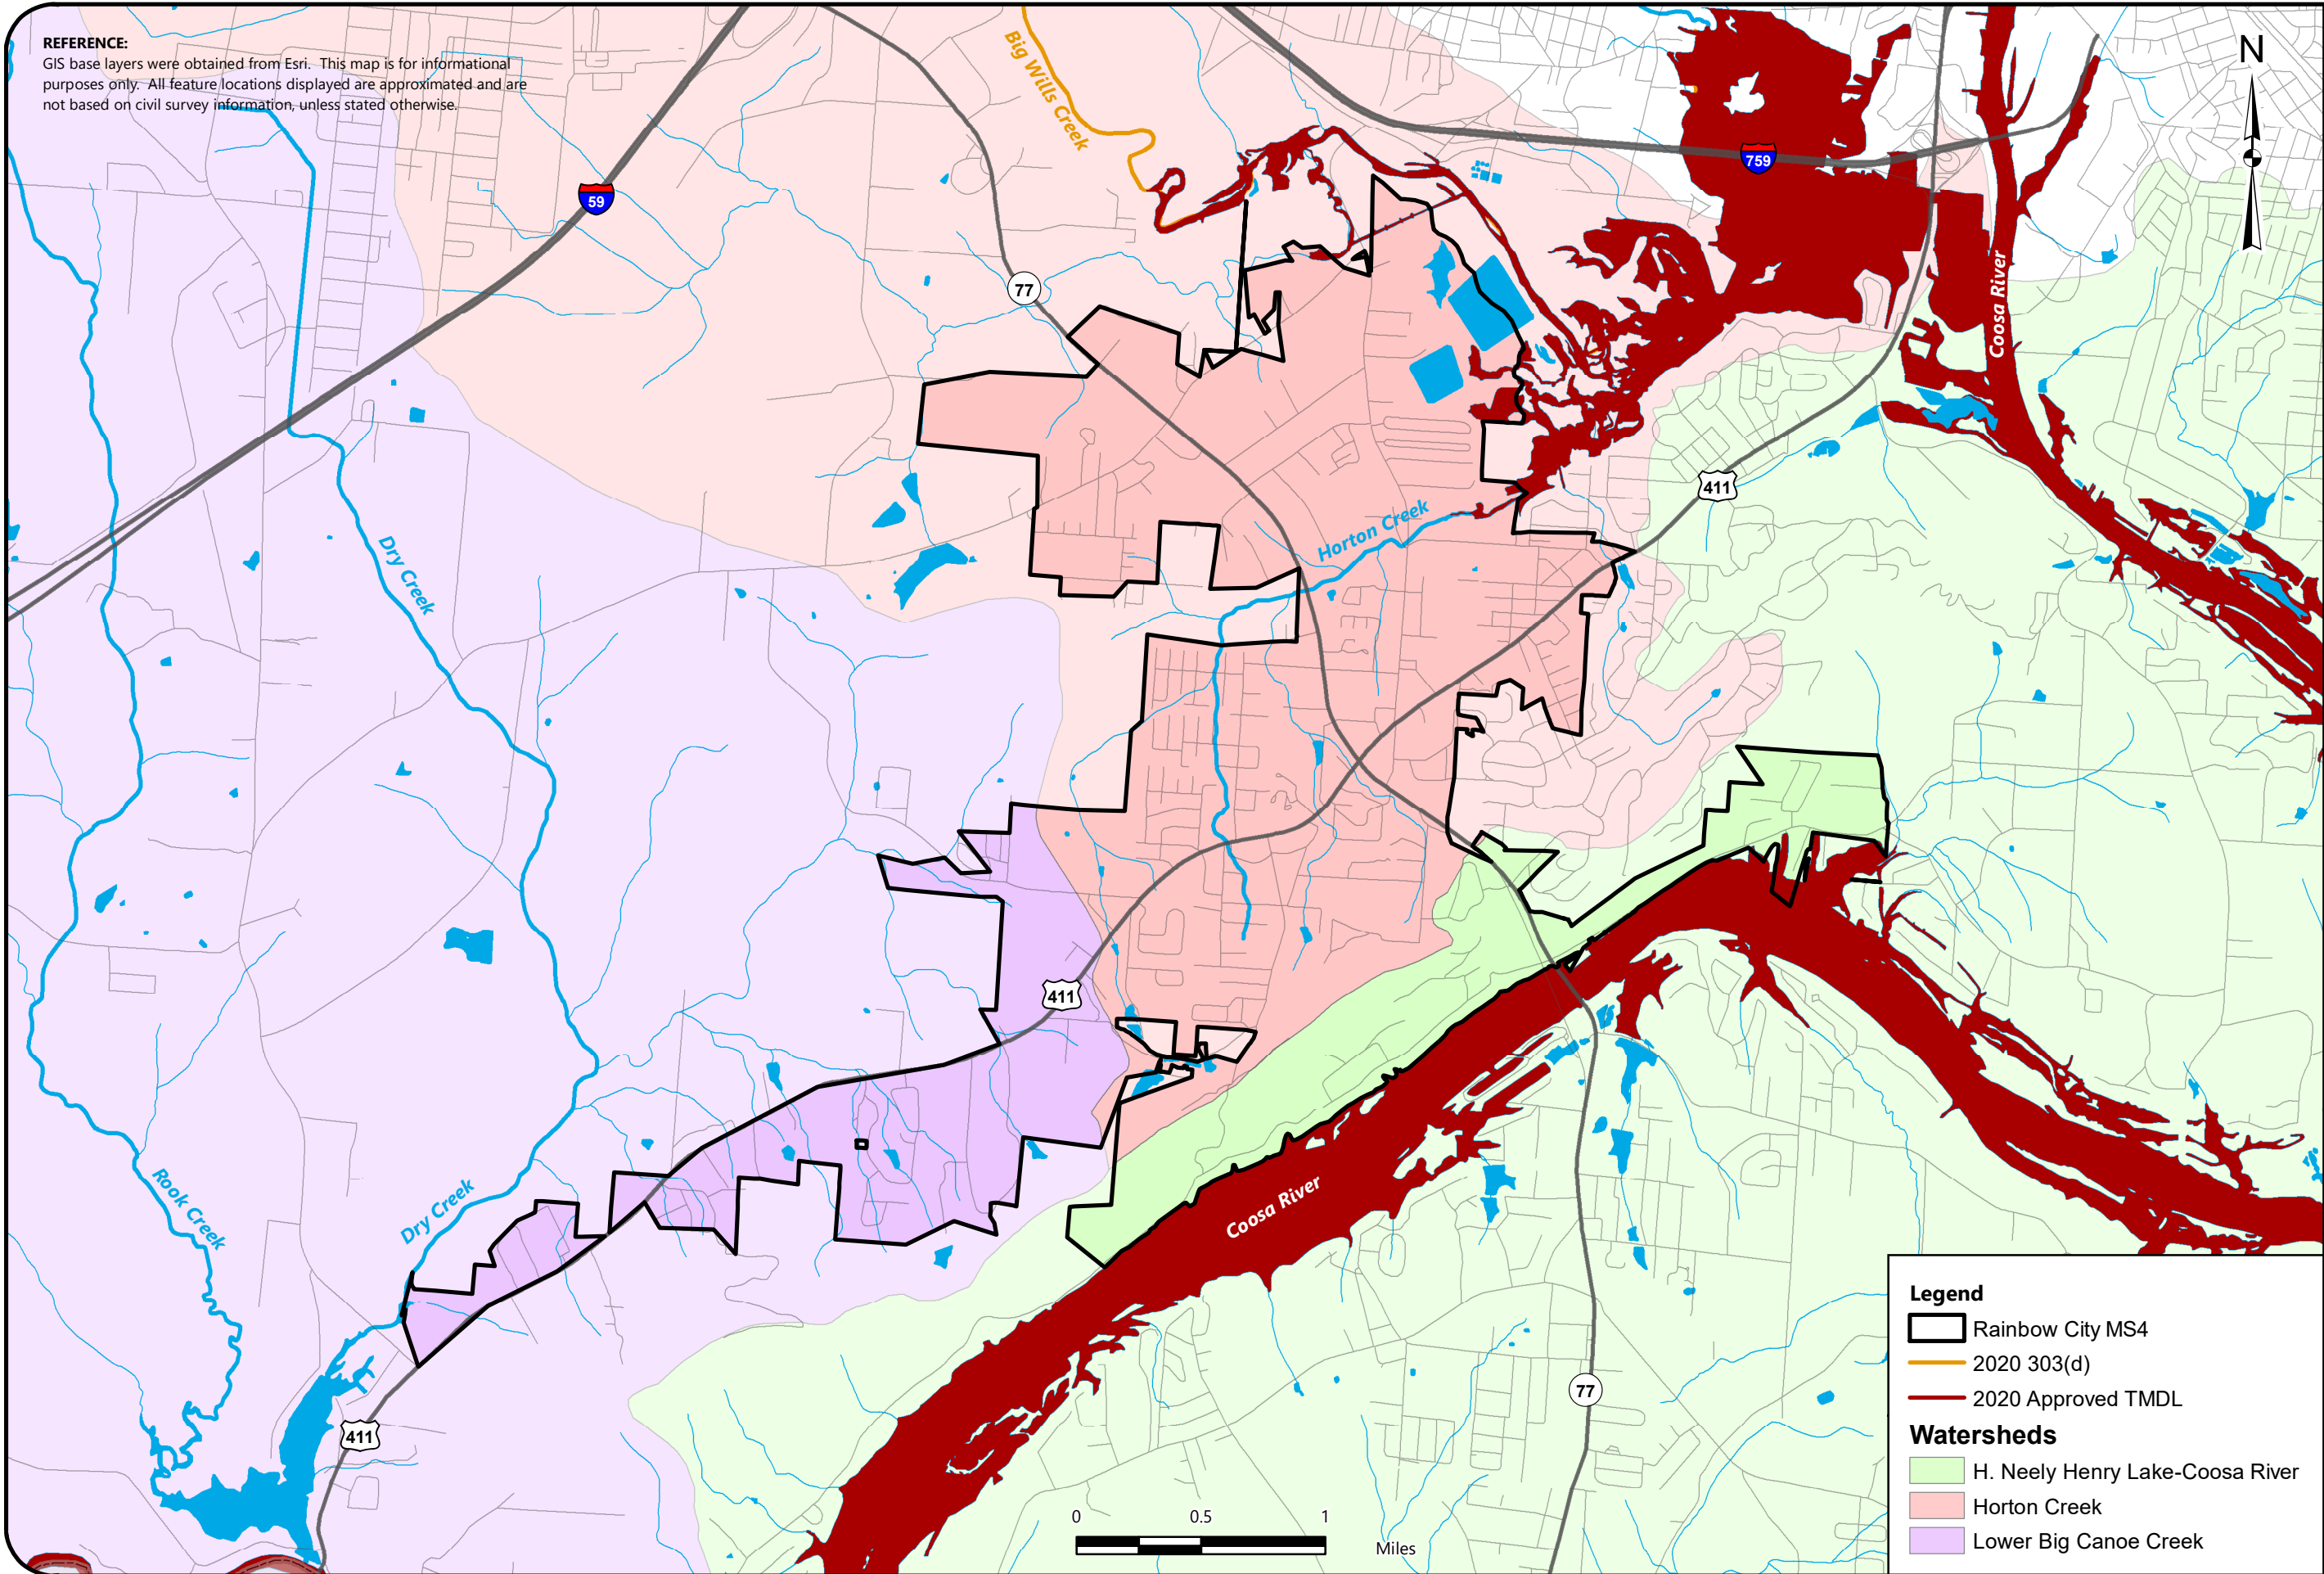 REFERENCE:
GIS base layers were obtained from Esri. This map is for informational
purposes only. All feature locations displayed are approximated and are
not based on civil survey information, unless stated otherwise.
Big Wills Creek
N
759
59
77
Coosa River
411
Horton Creek
Dry Creek
411
Rook Creek
Dry Creek
Coosa River
77
411
0 0.5 1
Miles
Legend
Rainbow City MS4
2020 303(d)
2020 Approved TMDL
Watersheds
H. Neely Henry Lake-Coosa River
Horton Creek
Lower Big Canoe Creek